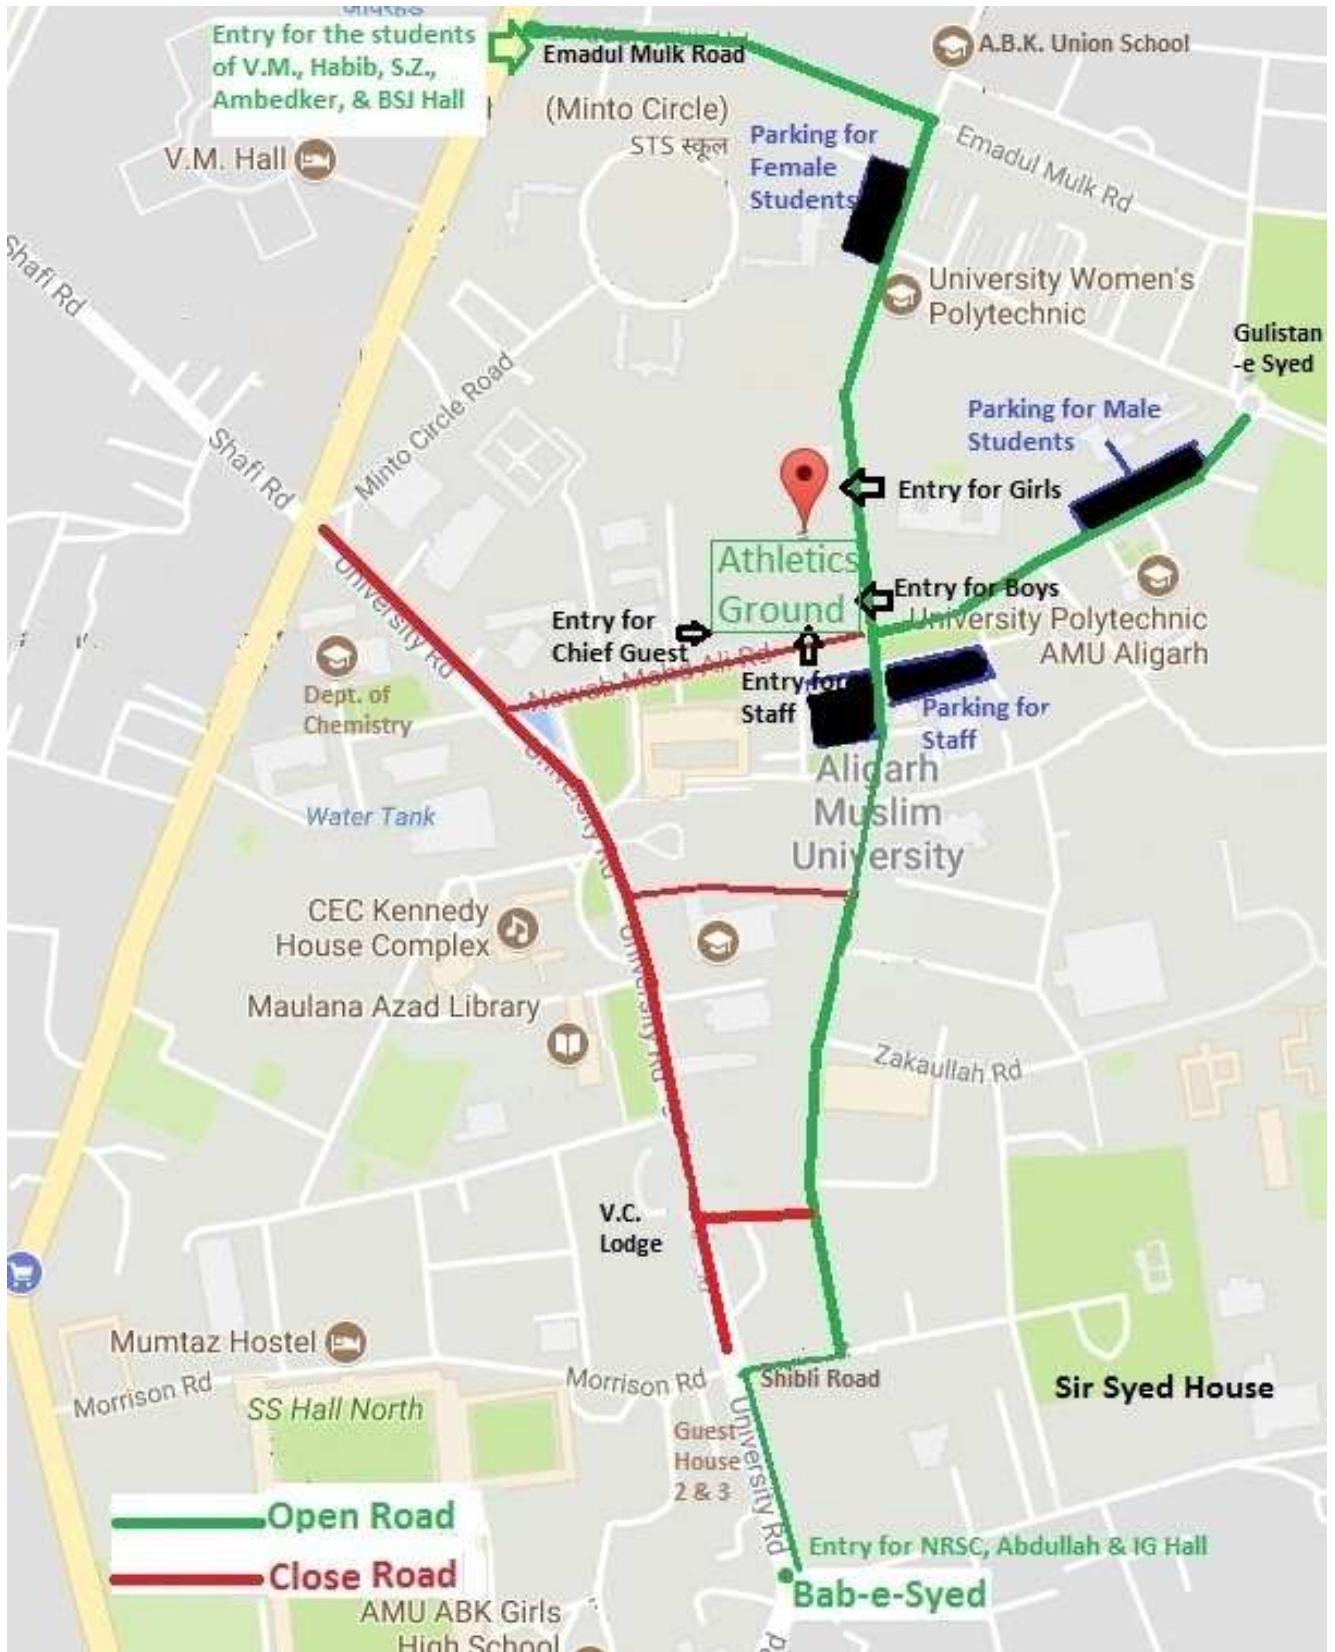 Entry for the students
of V.M., Habib, S.Z.,
Ambedker, & BSJ Hall
Emadul Mulk Road
A.B.K. Union School
(Minto Circle)
STS स्कूल
V.M. Hall
Parking for
Female
Students
Emadul Mulk Rd
Shafi Rd
University Women's
Polytechnic
Gulistan
-e Syed
Minto Circle Road
Shafi Rd
Parking for Male
Students
Entry for Girls
Athletics
Ground
Entry for Boys
University Polytechnic
AMU Aligarh
Entry for
Chief Guest
University Rd
Ali Rd
Entry for
Staff
Dept. of
Chemistry
Parking for
Staff
Aligarh
Muslim
University
University Rd
Water Tank
CEC Kennedy
House Complex
University Rd
Maulana Azad Library
Zakaullah Rd
V.C.
Lodge
Mumtaz Hostel
Morrison Rd
Morrison Rd
Shibli Road
SS Hall North
Sir Syed House
Guest
House
2 & 3
University Rd
Open Road
Close Road
Entry for NRSC, Abdullah & IG Hall
Bab-e-Syed
AMU ABK Girls
High School